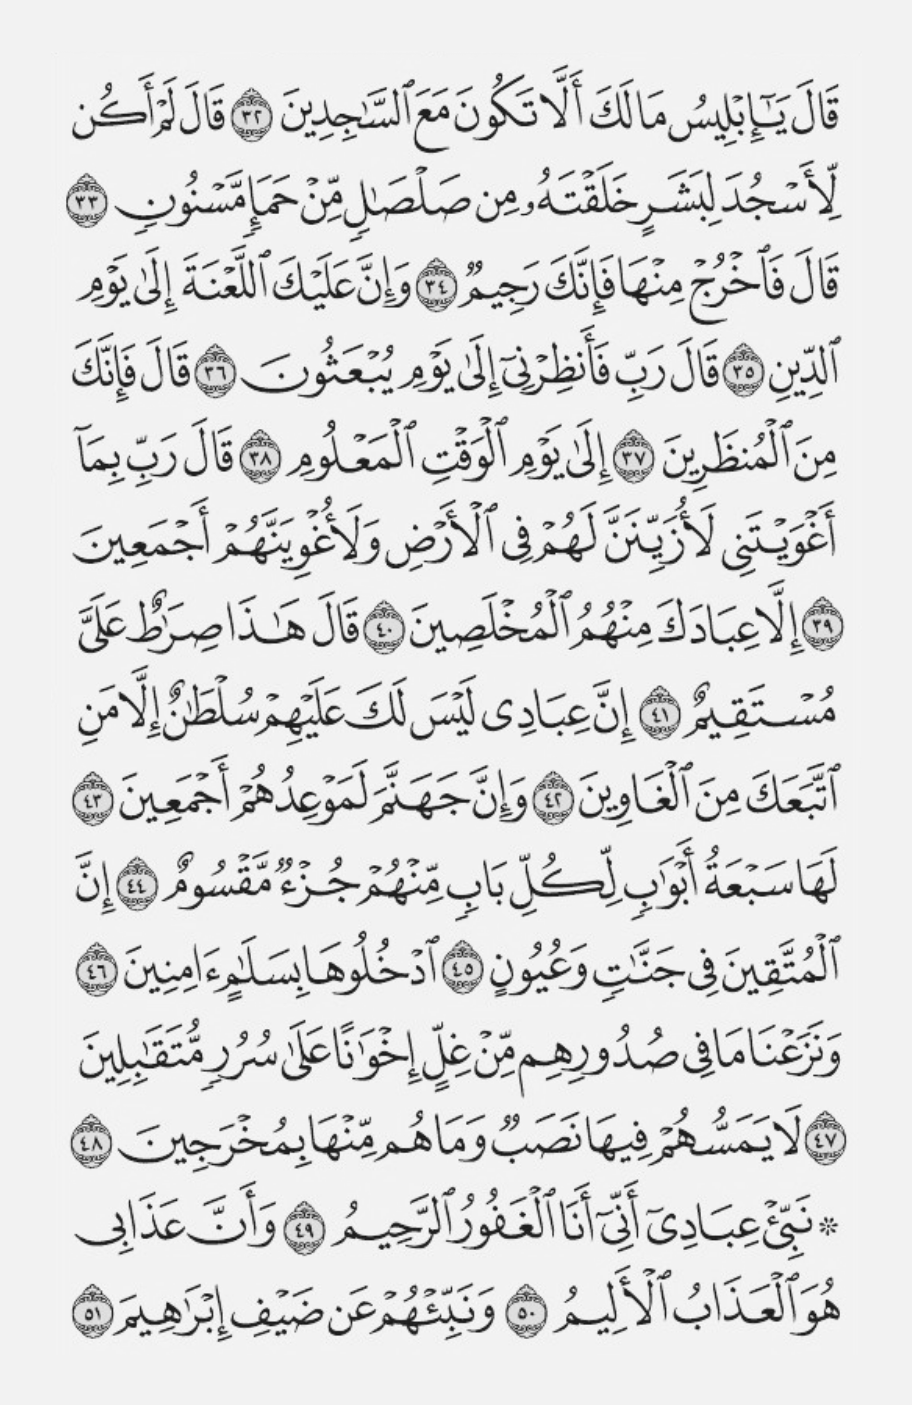 قَالَ يَٰٓإِبْلِيسُ مَا لَكَ أَلَّا تَكُونَ مَعَ ٱلسَّٰجِدِينَ ٣٢ قَالَ لَمْ أَكُن
لِّأَسْجُدَ لِبَشَرٍ خَلَقْتَهُۥ مِن صَلْصَٰلٍ مِّنْ حَمَإٍ مَّسْنُونٍ ٣٣
قَالَ فَٱخْرُجْ مِنْهَا فَإِنَّكَ رَجِيمٌ ٣٤ وَإِنَّ عَلَيْكَ ٱللَّعْنَةَ إِلَىٰ يَوْمِ
ٱلدِّينِ ٣٥ قَالَ رَبِّ فَأَنظِرْنِىٓ إِلَىٰ يَوْمِ يُبْعَثُونَ ٣٦ قَالَ فَإِنَّكَ
مِنَ ٱلْمُنظَرِينَ ٣٧ إِلَىٰ يَوْمِ ٱلْوَقْتِ ٱلْمَعْلُومِ ٣٨ قَالَ رَبِّ بِمَآ
أَغْوَيْتَنِى لَأُزَيِّنَنَّ لَهُمْ فِى ٱلْأَرْضِ وَلَأُغْوِيَنَّهُمْ أَجْمَعِينَ
٣٩ إِلَّا عِبَادَكَ مِنْهُمُ ٱلْمُخْلَصِينَ ٤٠ قَالَ هَٰذَا صِرَٰطٌ عَلَىَّ
مُسْتَقِيمٌ ٤١ إِنَّ عِبَادِى لَيْسَ لَكَ عَلَيْهِمْ سُلْطَٰنٌ إِلَّا مَنِ
ٱتَّبَعَكَ مِنَ ٱلْغَاوِينَ ٤٢ وَإِنَّ جَهَنَّمَ لَمَوْعِدُهُمْ أَجْمَعِينَ ٤٣
لَهَا سَبْعَةُ أَبْوَٰبٍ لِّكُلِّ بَابٍ مِّنْهُمْ جُزْءٌ مَّقْسُومٌ ٤٤ إِنَّ
ٱلْمُتَّقِينَ فِى جَنَّٰتٍ وَعُيُونٍ ٤٥ ٱدْخُلُوهَا بِسَلَٰمٍ ءَامِنِينَ ٤٦
وَنَزَعْنَا مَا فِى صُدُورِهِم مِّنْ غِلٍّ إِخْوَٰنًا عَلَىٰ سُرُرٍ مُّتَقَٰبِلِينَ
٤٧ لَا يَمَسُّهُمْ فِيهَا نَصَبٌ وَمَا هُم مِّنْهَا بِمُخْرَجِينَ ٤٨
* نَبِّئْ عِبَادِىٓ أَنِّىٓ أَنَا ٱلْغَفُورُ ٱلرَّحِيمُ ٤٩ وَأَنَّ عَذَابِى
هُوَ ٱلْعَذَابُ ٱلْأَلِيمُ ٥٠ وَنَبِّئْهُمْ عَن ضَيْفِ إِبْرَٰهِيمَ ٥١